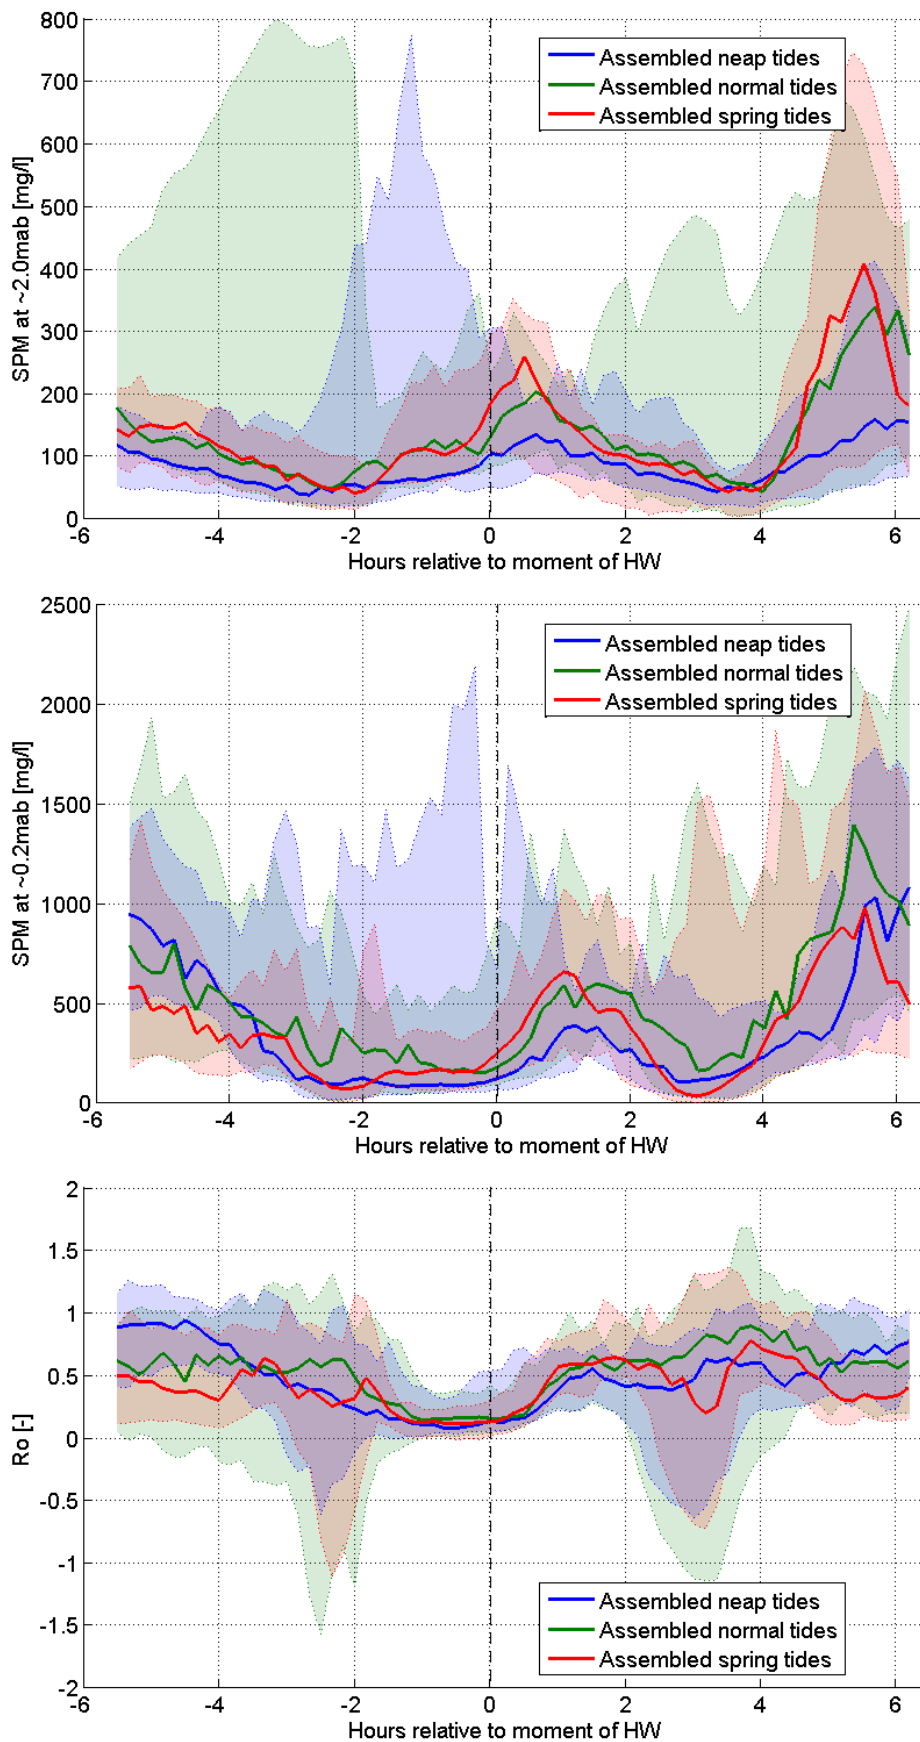 800
700
600
500
400
300
200
100
0
SPM at ~2.0mab [mg/l]
Assembled neap tides
Assembled normal tides
Assembled spring tides
-6 -4 -2 0 2 4 6
Hours relative to moment of HW
2500
2000
1500
1000
500
0
SPM at ~0.2mab [mg/l]
Assembled neap tides
Assembled normal tides
Assembled spring tides
-6 -4 -2 0 2 4 6
Hours relative to moment of HW
2
1.5
1
0.5
0
-0.5
-1
-1.5
-2
Ro [-]
Assembled neap tides
Assembled normal tides
Assembled spring tides
-6 -4 -2 0 2 4 6
Hours relative to moment of HW